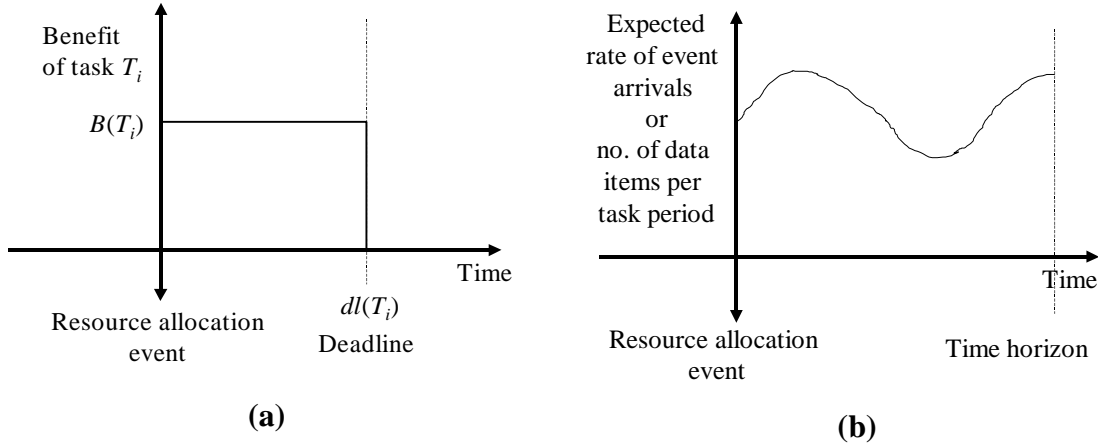 Benefit
of task T_i
B(T_i)
Time
dl(T_i)
Resource allocation
event
Deadline
(a)
Expected
rate of event
arrivals
or
no. of data
items per
task period
Time
Resource allocation
event
Time horizon
(b)